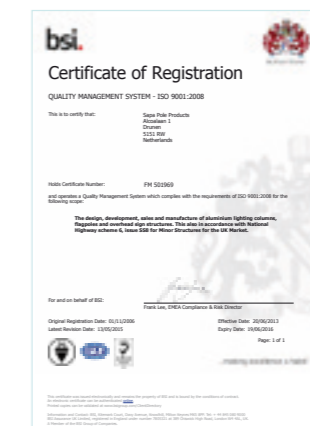 bsi.
Certificate of Registration
QUALITY MANAGEMENT SYSTEM - ISO 9001:2008
This is to certify that:
Sapa Pole Products
Alcoalaan 1
Drunen
5151 RW
Netherlands
Holds Certificate Number:
FM 501969
and operates a Quality Management System which complies with the requirements of ISO 9001:2008 for the
following scope:
The design, development, sales and manufacture of aluminium lighting columns,
flagpoles and overhead sign structures. This also in accordance with National
Highway scheme 6, issue SSB for Minor Structures for the UK Market.
For and on behalf of BSI:
Frank Lee, EMEA Compliance & Risk Director
Original Registration Date: 01/11/2006
Effective Date: 20/06/2013
Latest Revision Date: 13/05/2015
Expiry Date: 19/06/2016
Page: 1 of 1
...making excellence a habit